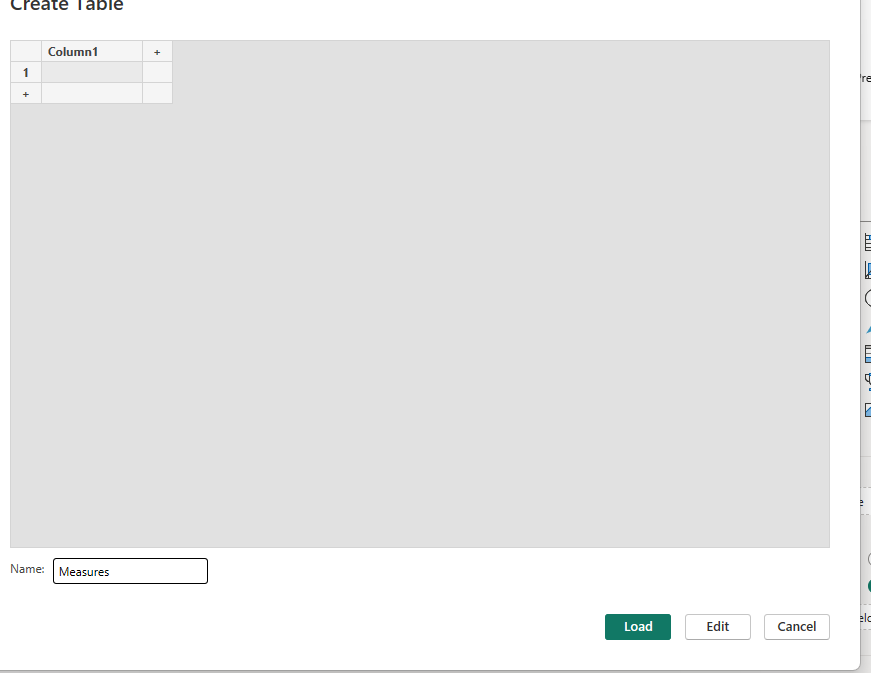 Create Table
Column1 +
1
+
Name: Measures
Load Edit Cancel